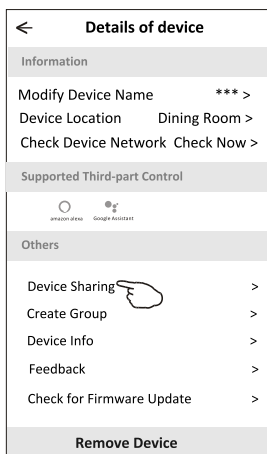 Details of device
Information
Modify Device Name *** >
Device Location Dining Room >
Check Device Network Check Now >
Supported Third-part Control
amazon alexa Google Assistant
Others
Device Sharing >
Create Group >
Device Info >
Feedback >
Check for Firmware Update >
Remove Device